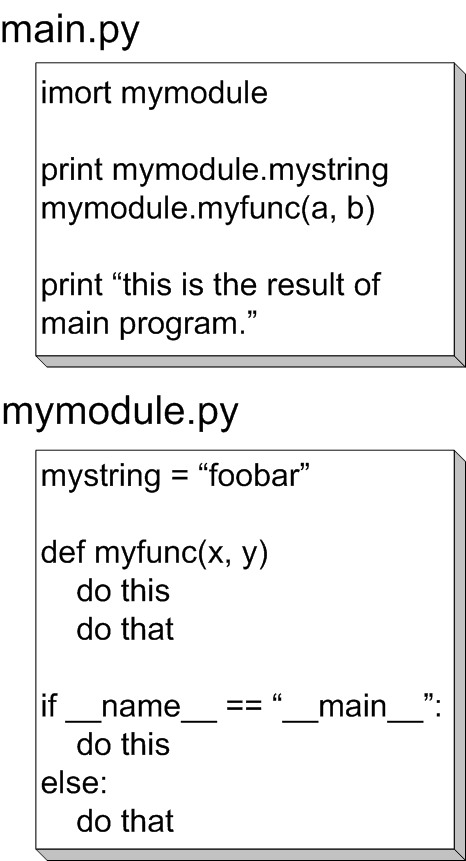 main.py
imort mymodule
print mymodule.mystring
mymodule.myfunc(a, b)
print “this is the result of
main program.”
mymodule.py
mystring = “foobar”
def myfunc(x, y)
do this
do that
if __name__ == “__main__”:
do this
else:
do that